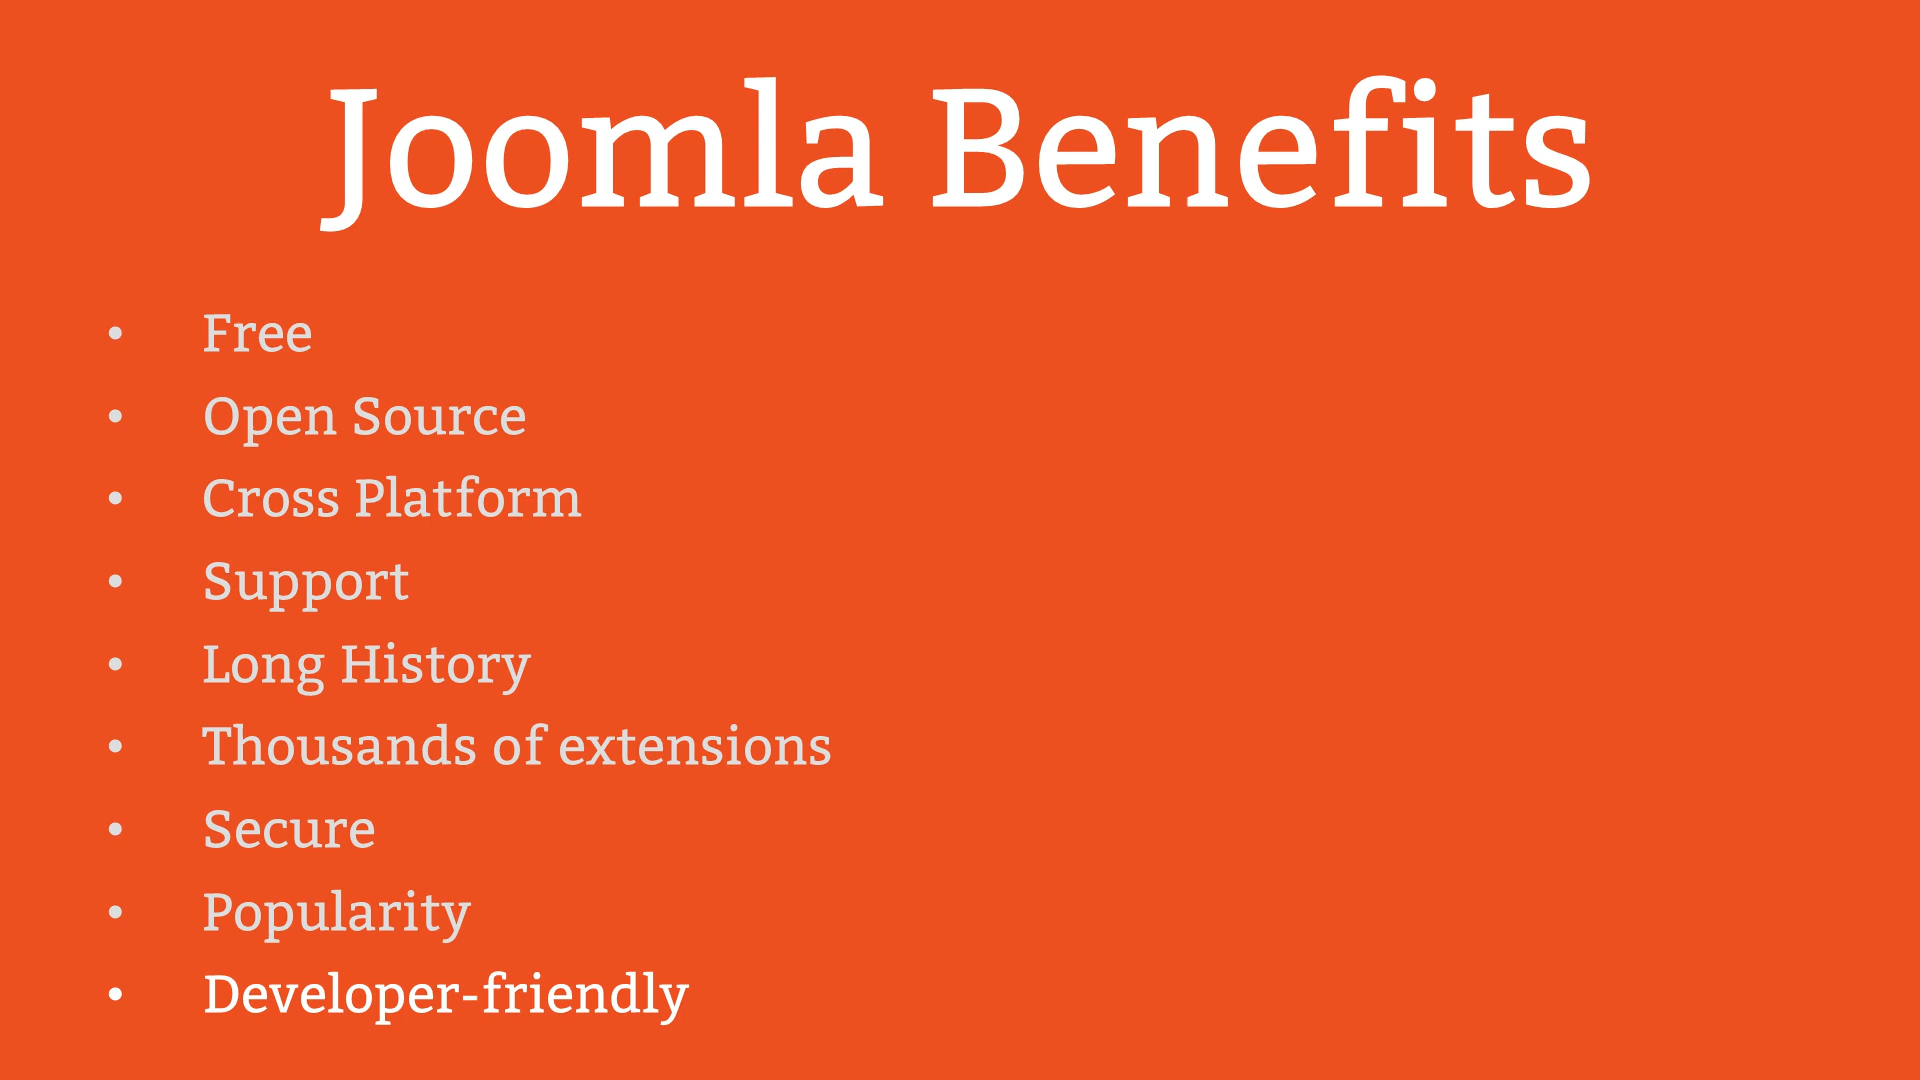 Joomla Benefits
• Free
• Open Source
• Cross Platform
• Support
• Long History
• Thousands of extensions
• Secure
• Popularity
• Developer-friendly